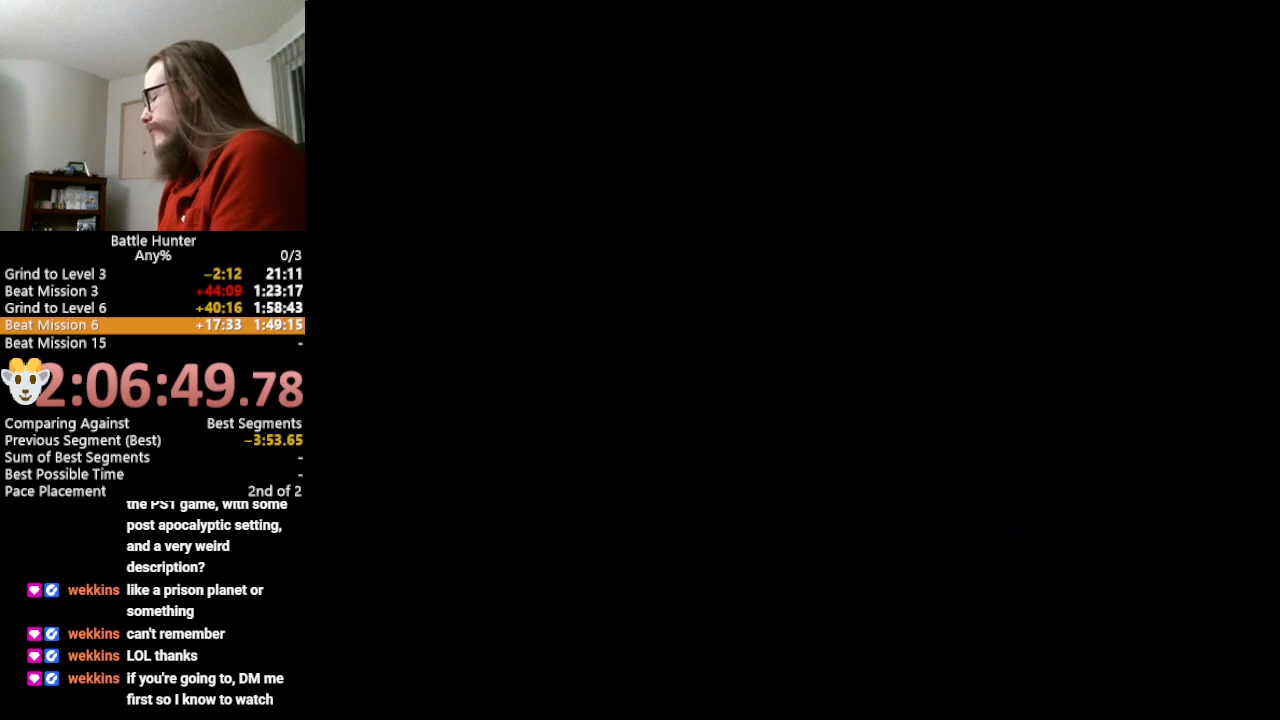 Battle Hunter
Any% 0/3
Grind to Level 3 −2:12 21:11
Beat Mission 3 +44:09 1:23:17
Grind to Level 6 +40:16 1:58:43
Beat Mission 6 +17:33 1:49:15
Beat Mission 15 -
2:06:49.78
Comparing Against Best Segments
Previous Segment (Best) −3:53.65
Sum of Best Segments -
Best Possible Time -
Pace Placement 2nd of 2
the PS1 game, with some
post apocalyptic setting,
and a very weird
description?
wekkins like a prison planet or
something
wekkins can't remember
wekkins LOL thanks
wekkins if you're going to, DM me
first so I know to watch